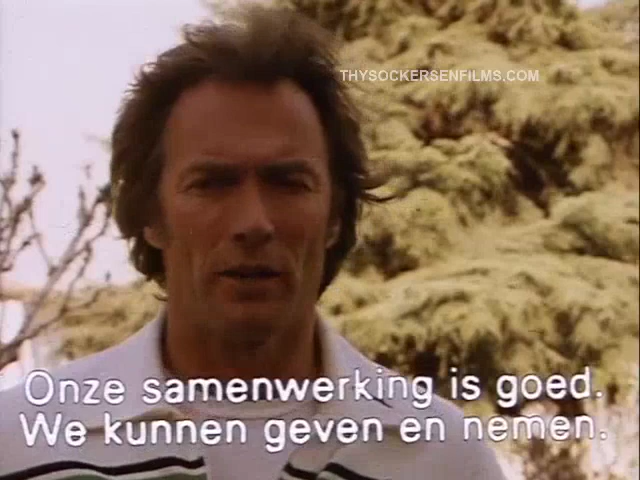 THYSOCKERSENFILMS.COM
Onze samenwerking is goed.
We kunnen geven en nemen.